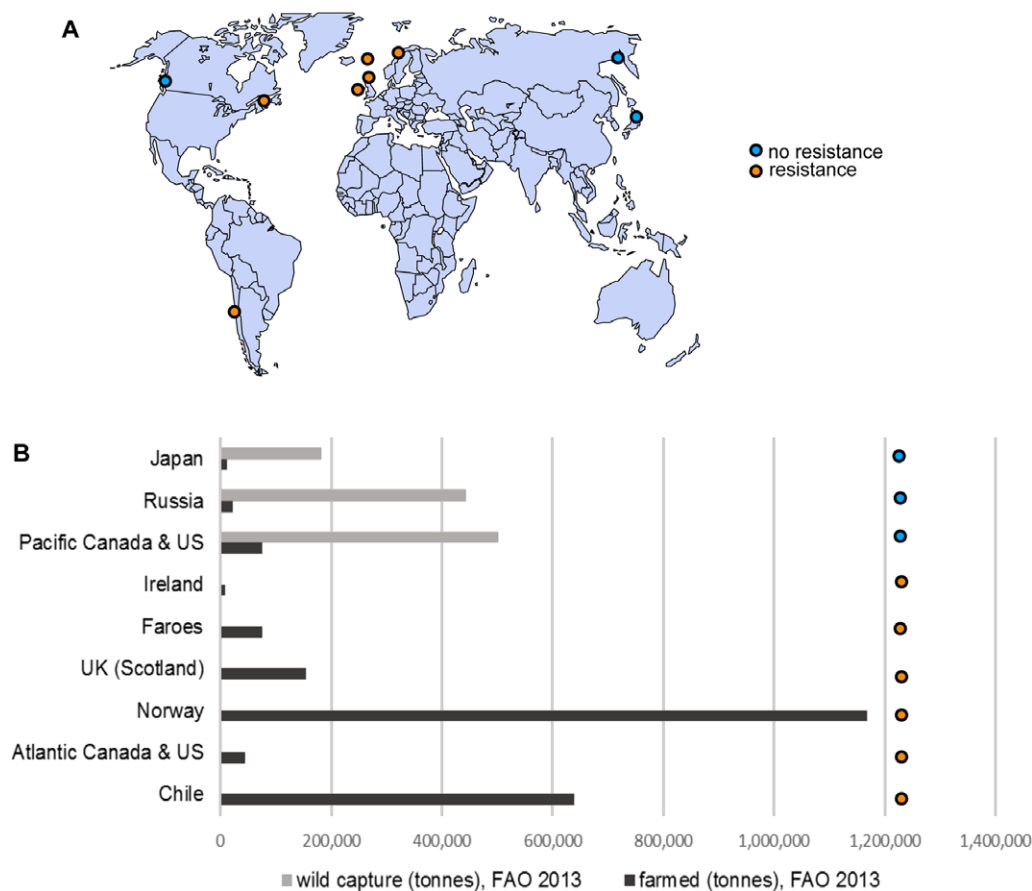 A
no resistance
resistance
B
Japan
Russia
Pacific Canada & US
Ireland
Faroes
UK (Scotland)
Norway
Atlantic Canada & US
Chile
0 200,000 400,000 600,000 800,000 1,000,000 1,200,000 1,400,000
wild capture (tonnes), FAO 2013 farmed (tonnes), FAO 2013